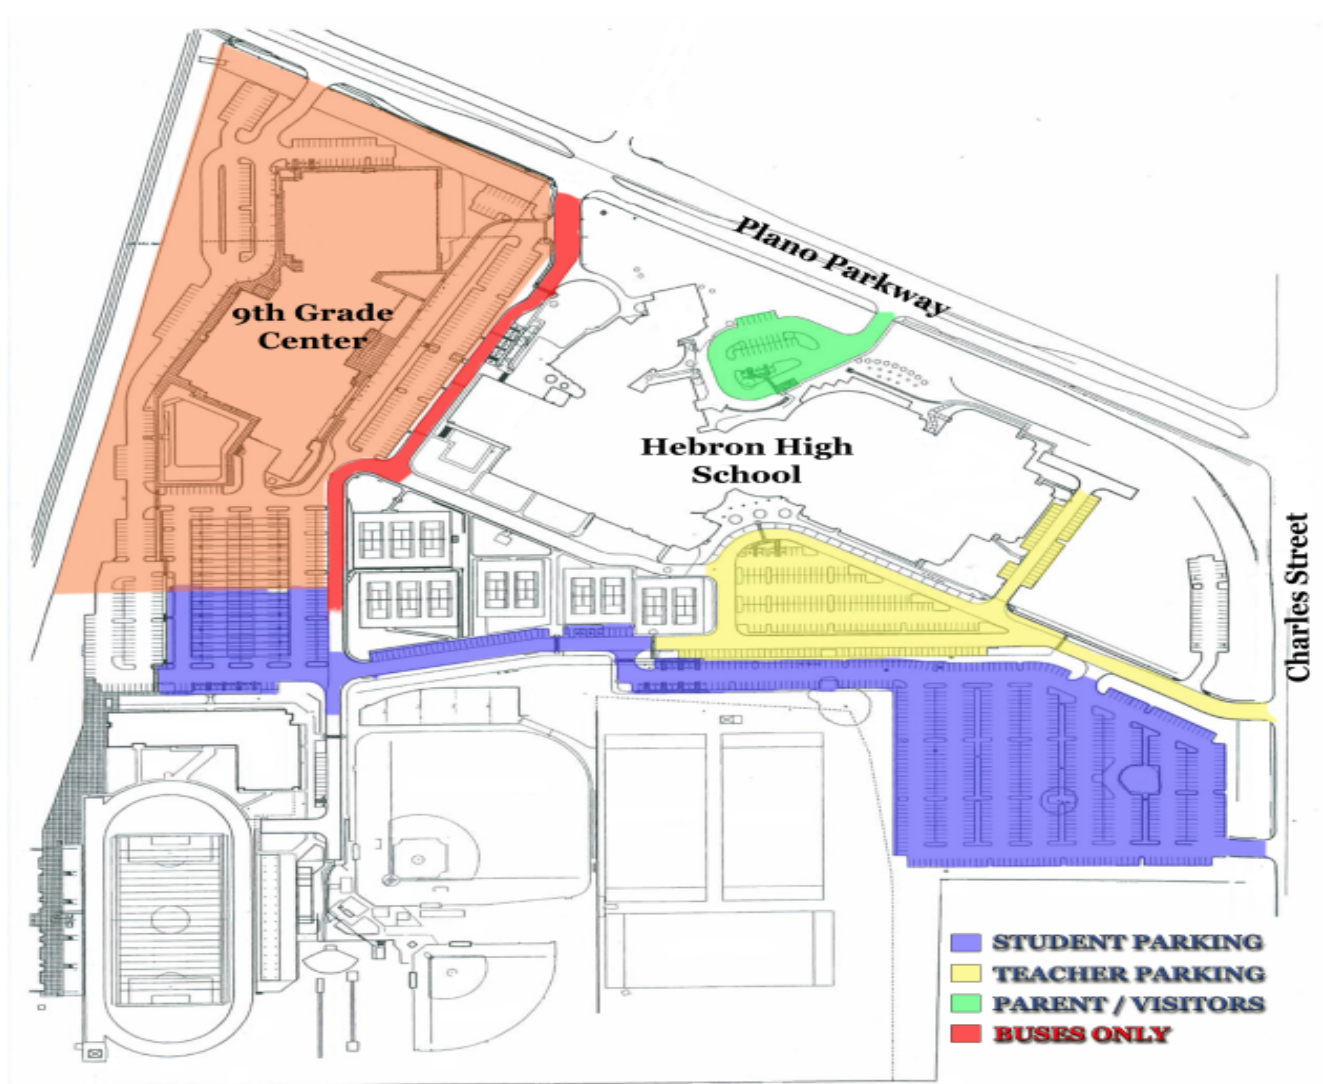 Plano Parkway
9th Grade
Center
Hebron High
School
Charles Street
STUDENT PARKING
TEACHER PARKING
PARENT / VISITORS
BUSES ONLY